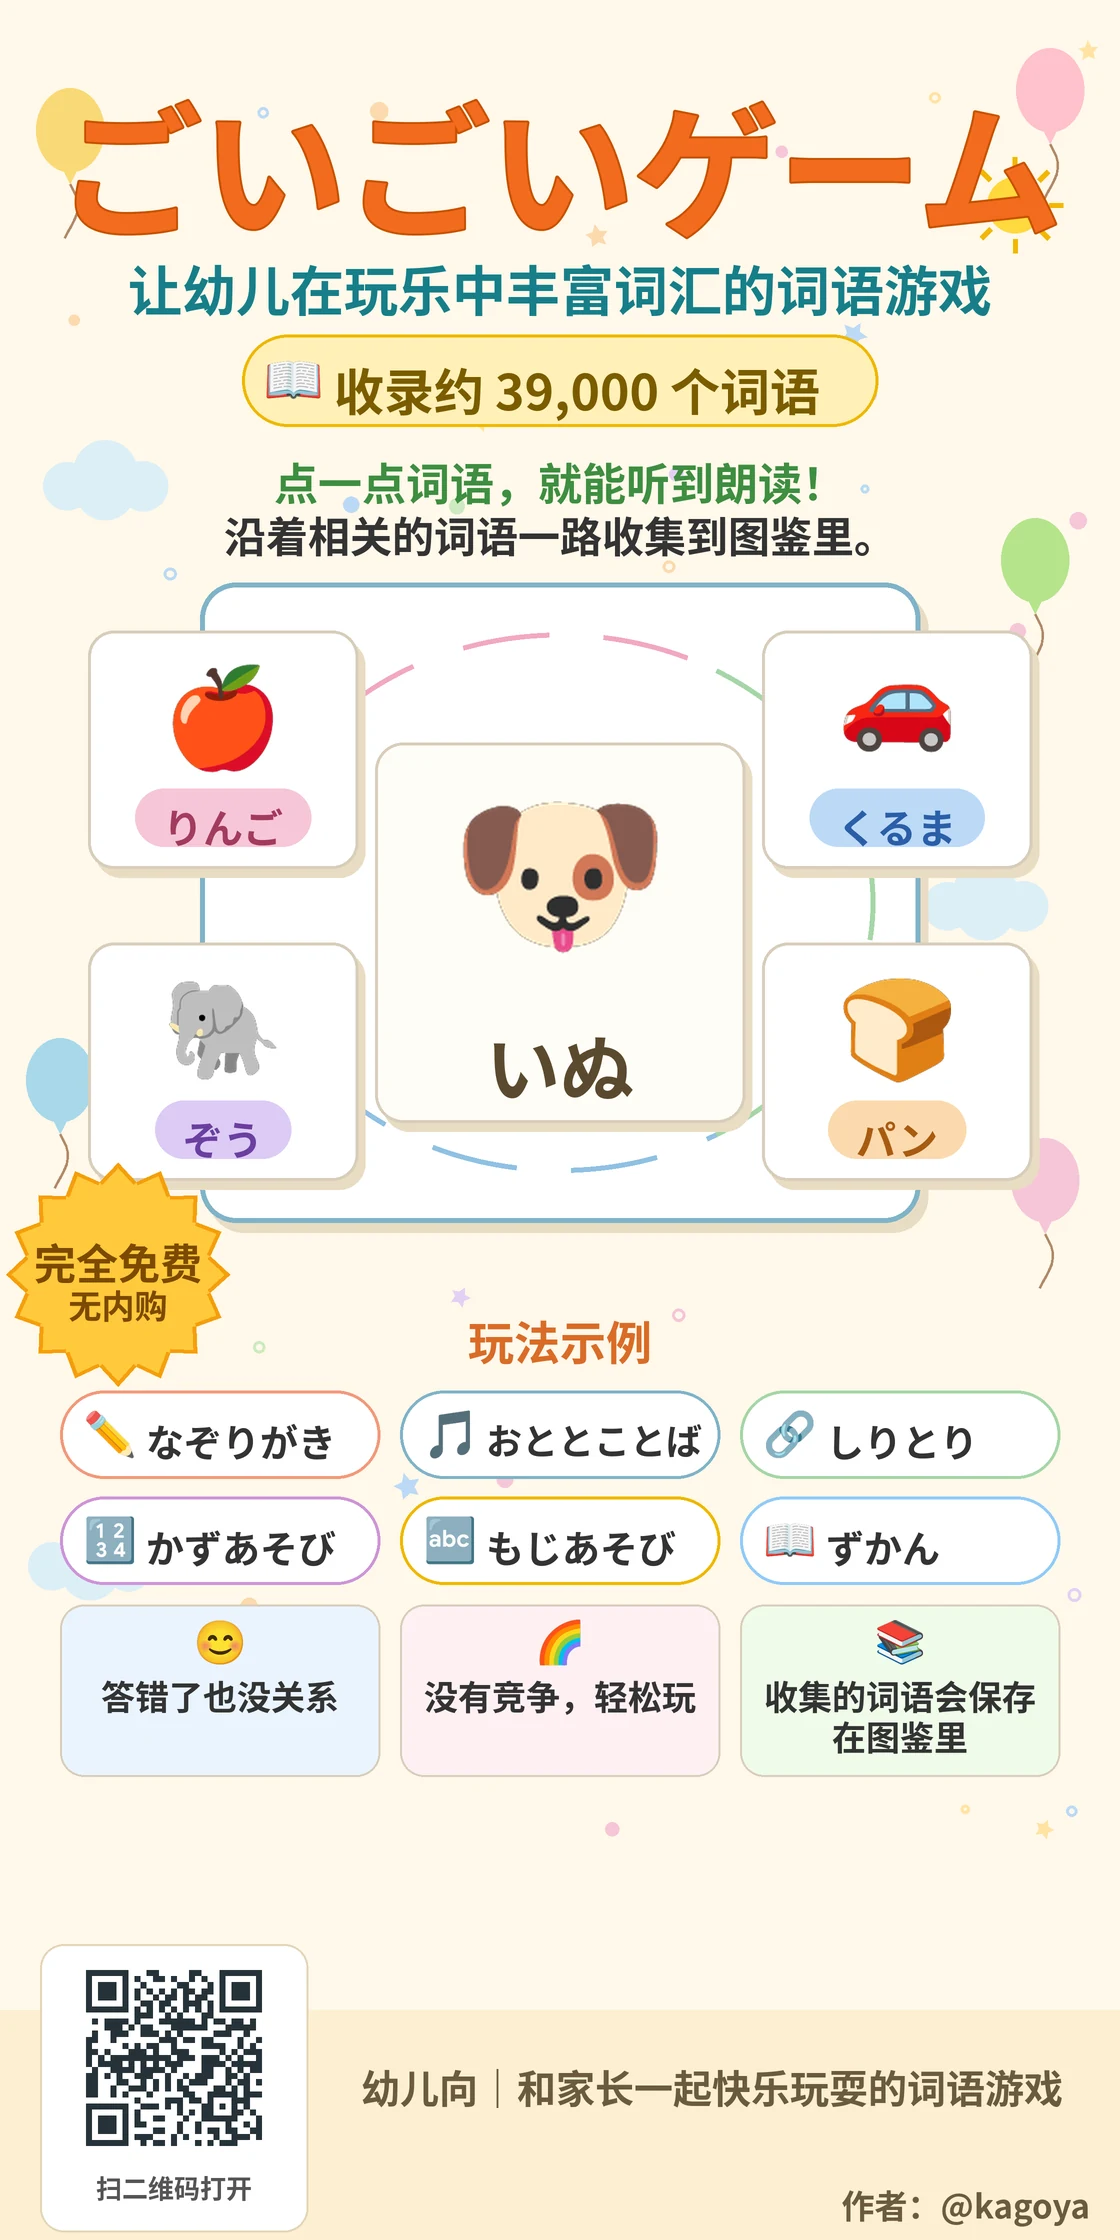 ごいごいゲーム
让幼儿在玩乐中丰富词汇的词语游戏
收录约 39,000 个词语
点一点词语，就能听到朗读！
沿着相关的词语一路收集到图鉴里。
りんご
くるま
いぬ
ぞう
パン
完全免费
无内购
玩法示例
なぞりがき
おととことば
しりとり
かずあそび
もじあそび
ずかん
答错了也没关系
没有竞争，轻松玩
收集的词语会保存
在图鉴里
幼儿向｜和家长一起快乐玩耍的词语游戏
扫二维码打开
作者：@kagoya